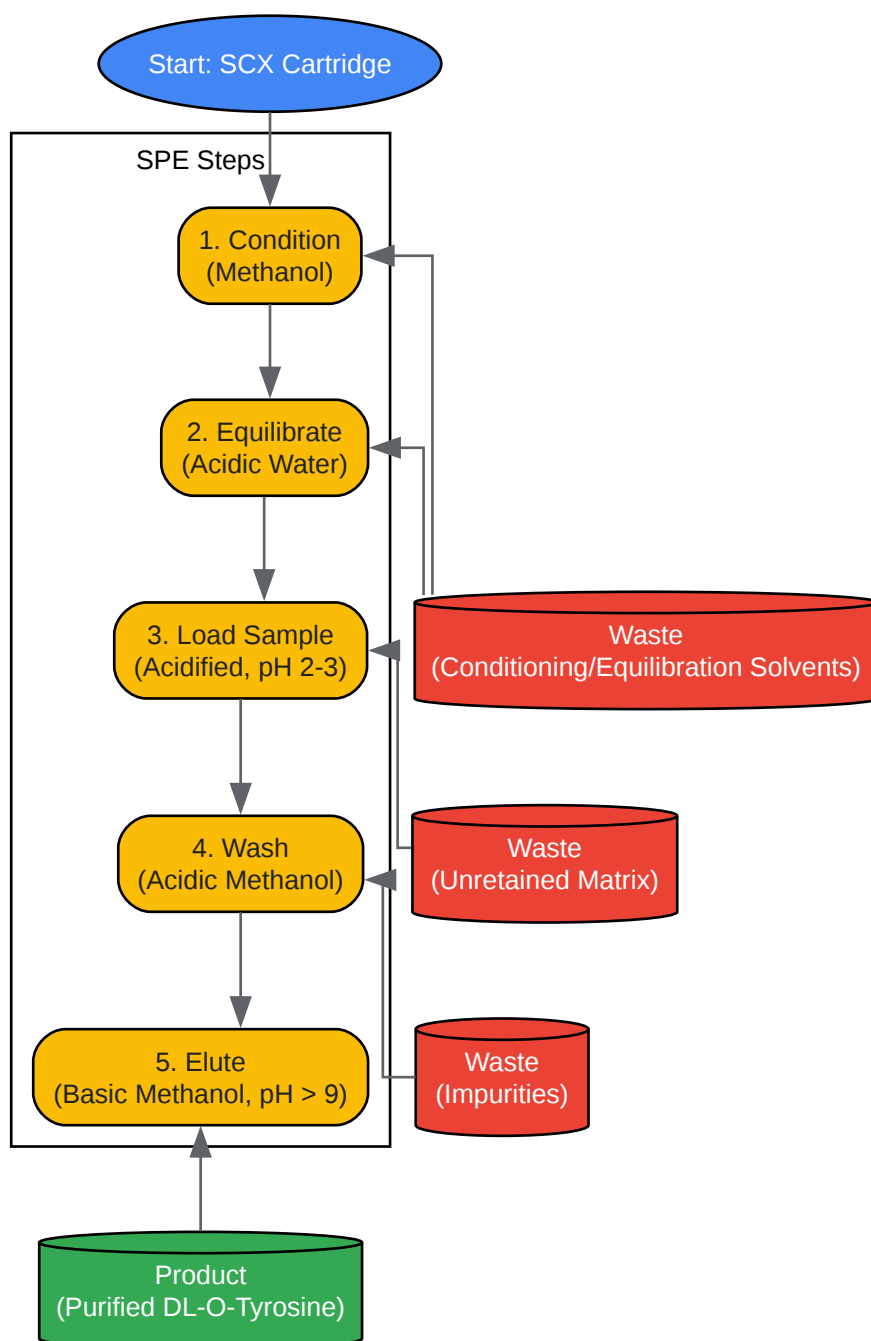 Start: SCX Cartridge
SPE Steps
1. Condition
(Methanol)
2. Equilibrate
(Acidic Water)
3. Load Sample
(Acidified, pH 2-3)
Waste
(Conditioning/Equilibration Solvents)
4. Wash
(Acidic Methanol)
Waste
(Unretained Matrix)
5. Elute
(Basic Methanol, pH > 9)
Waste
(Impurities)
Product
(Purified DL-O-Tyrosine)